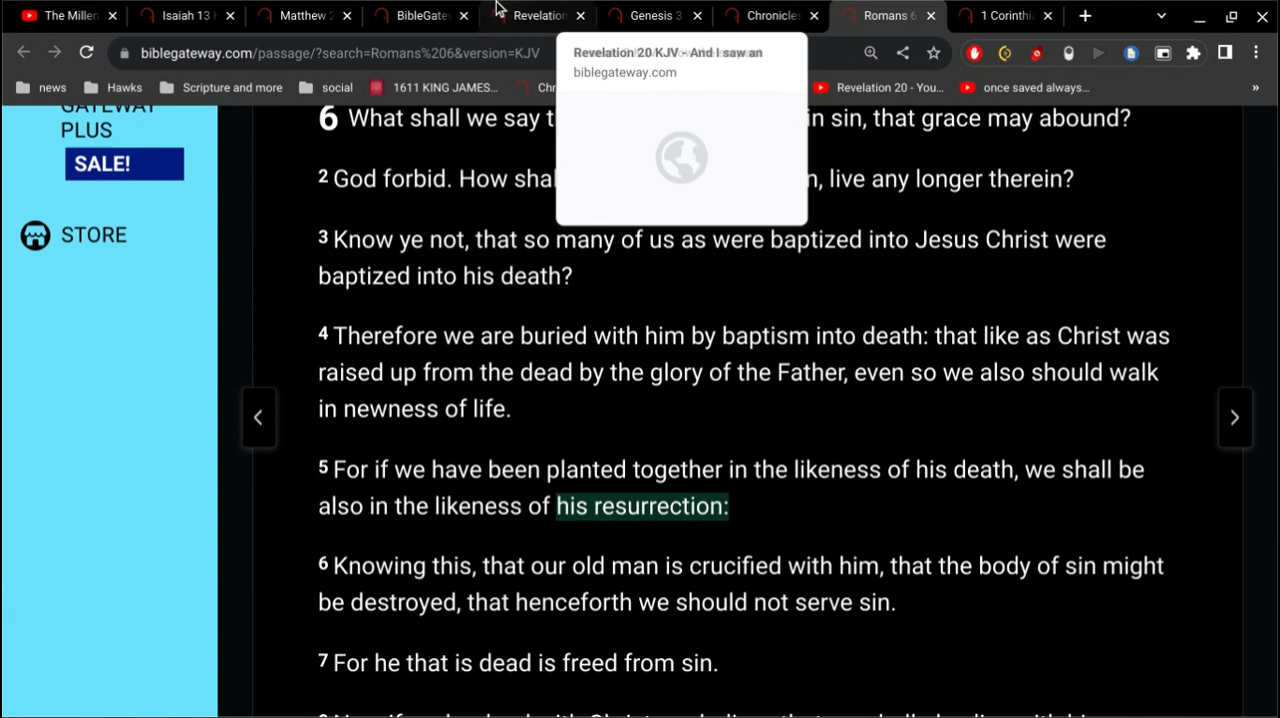 The Millen
Isaiah 13
Matthew 2
BibleGatew
Revelation
Genesis 3
Chronicles
Romans 6
1 Corinthi
biblegateway.com/passage/?search=Romans%206&version=KJV
Revelation 20 KJV - And I saw an
biblegateway.com
news
Hawks
Scripture and more
social
1611 KING JAMES...
Chr
Revelation 20 - You...
once saved always...
»
GATEWAY
PLUS
SALE!
STORE
6 What shall we say t in sin, that grace may abound?
2 God forbid. How shal n, live any longer therein?
3 Know ye not, that so many of us as were baptized into Jesus Christ were
baptized into his death?
4 Therefore we are buried with him by baptism into death: that like as Christ was
raised up from the dead by the glory of the Father, even so we also should walk
in newness of life.
5 For if we have been planted together in the likeness of his death, we shall be
also in the likeness of his resurrection:
6 Knowing this, that our old man is crucified with him, that the body of sin might
be destroyed, that henceforth we should not serve sin.
7 For he that is dead is freed from sin.